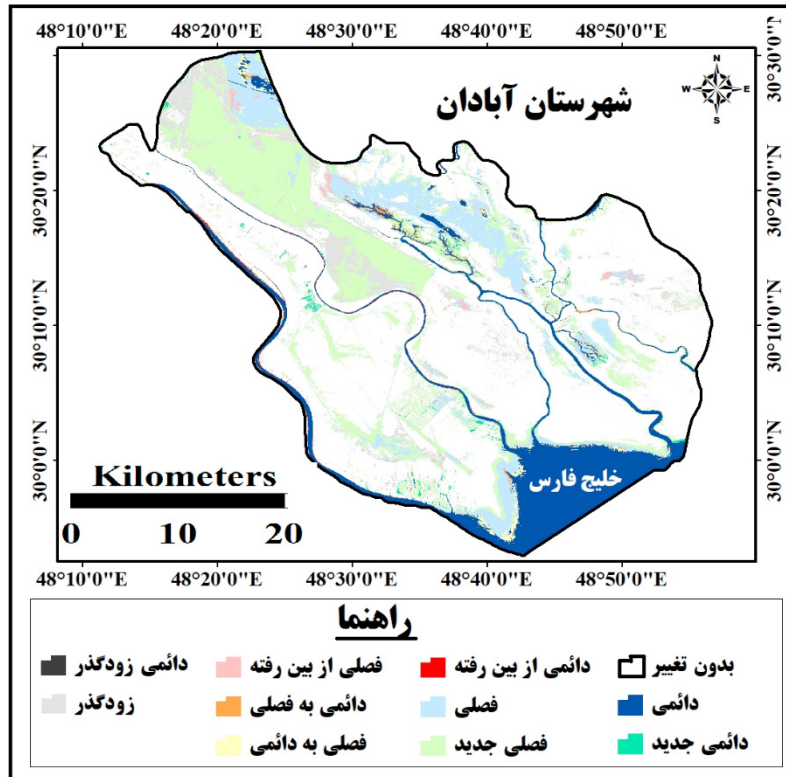 48°10'0"E 48°20'0"E 48°30'0"E 48°40'0"E 48°50'0"E
شهرستان آبادان
N
W E
S
30°30'0"N 30°30'0"N
30°20'0"N 30°20'0"N
30°10'0"N 30°10'0"N
30°0'0"N 30°0'0"N
خلیج فارس
Kilometers
0 10 20
48°10'0"E 48°20'0"E 48°30'0"E 48°40'0"E 48°50'0"E
راهنما
بدون تغییر دائمی از بین رفته فصلی از بین رفته دائمی زودگذر
دائمی فصلی دائمی به فصلی زودگذر
دائمی جدید فصلی جدید فصلی به دائمی